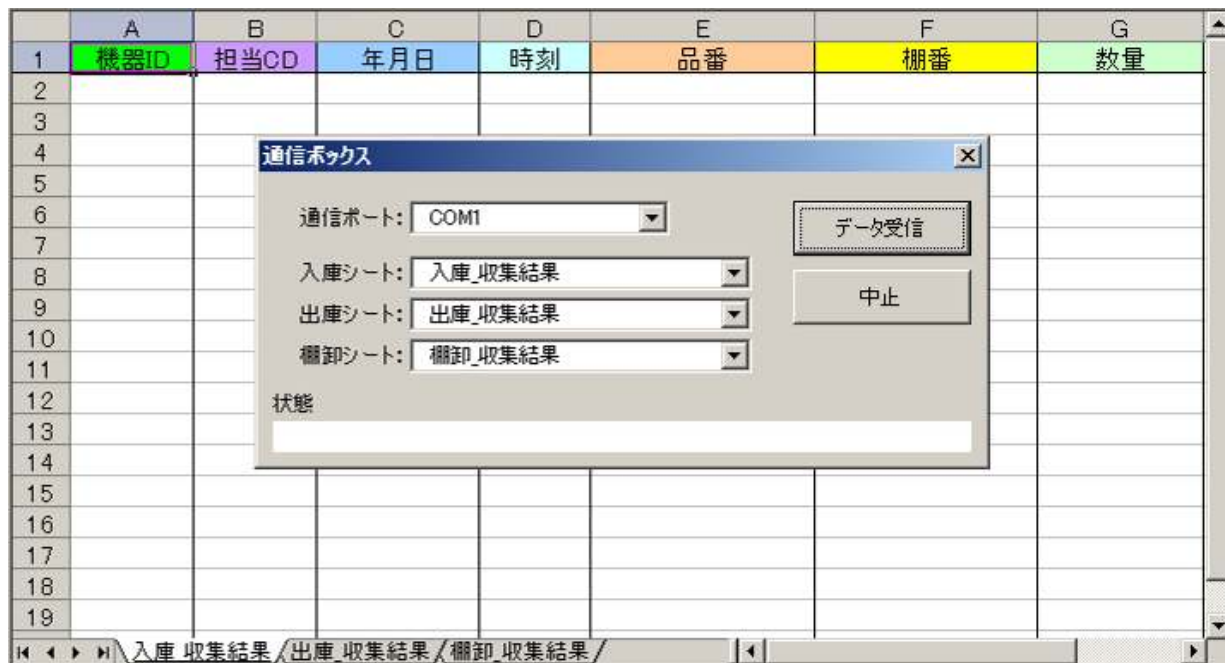 A B C D E F G
1 機器ID 担当CD 年月日 時刻 品番 棚番 数量
2
3
4
5
6
7
8
9
10
11
12
13
14
15
16
17
18
19
通信ボックス
通信ポート: COM1
データ受信
入庫シート: 入庫_収集結果
中止
出庫シート: 出庫_収集結果
棚卸シート: 棚卸_収集結果
状態
入庫_収集結果 出庫_収集結果 棚卸_収集結果